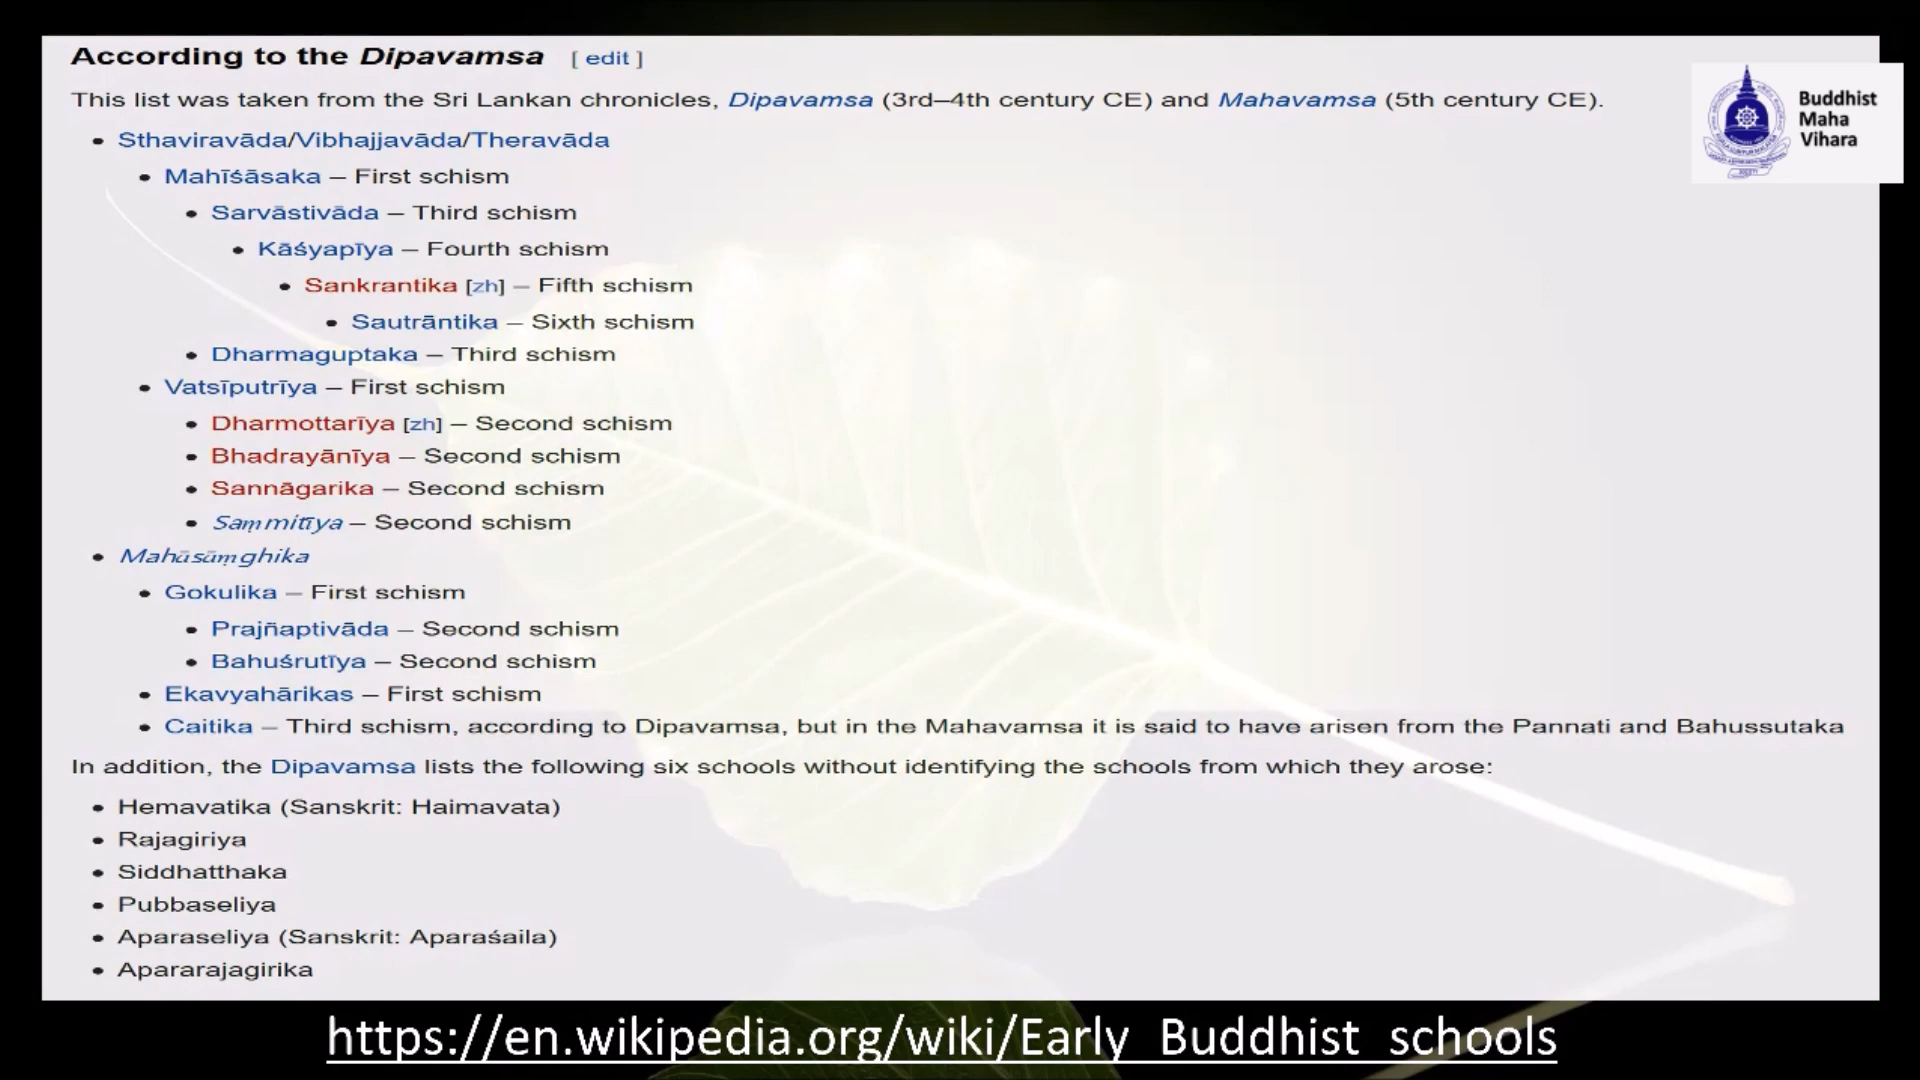 According to the Dipavamsa [ edit ]
This list was taken from the Sri Lankan chronicles, Dipavamsa (3rd–4th century CE) and Mahavamsa (5th century CE).
Buddhist
Maha
Vihara
• Sthaviravāda/Vibhajjavāda/Theravāda
• Mahīśāsaka – First schism
• Sarvāstivāda – Third schism
• Kāśyapīya – Fourth schism
• Sankrantika [zh] – Fifth schism
• Sautrāntika – Sixth schism
• Dharmaguptaka – Third schism
• Vatsīputrīya – First schism
• Dharmottarīya [zh] – Second schism
• Bhadrayānīya – Second schism
• Sannāgarika – Second schism
• Saṃmitīya – Second schism
• Mahāsāṃghika
• Gokulika – First schism
• Prajñaptivāda – Second schism
• Bahuśrutīya – Second schism
• Ekavyahārikas – First schism
• Caitika – Third schism, according to Dipavamsa, but in the Mahavamsa it is said to have arisen from the Pannati and Bahussutaka
In addition, the Dipavamsa lists the following six schools without identifying the schools from which they arose:
• Hemavatika (Sanskrit: Haimavata)
• Rajagiriya
• Siddhatthaka
• Pubbaseliya
• Aparaseliya (Sanskrit: Aparaśaila)
• Apararajagirika
https://en.wikipedia.org/wiki/Early_Buddhist_schools